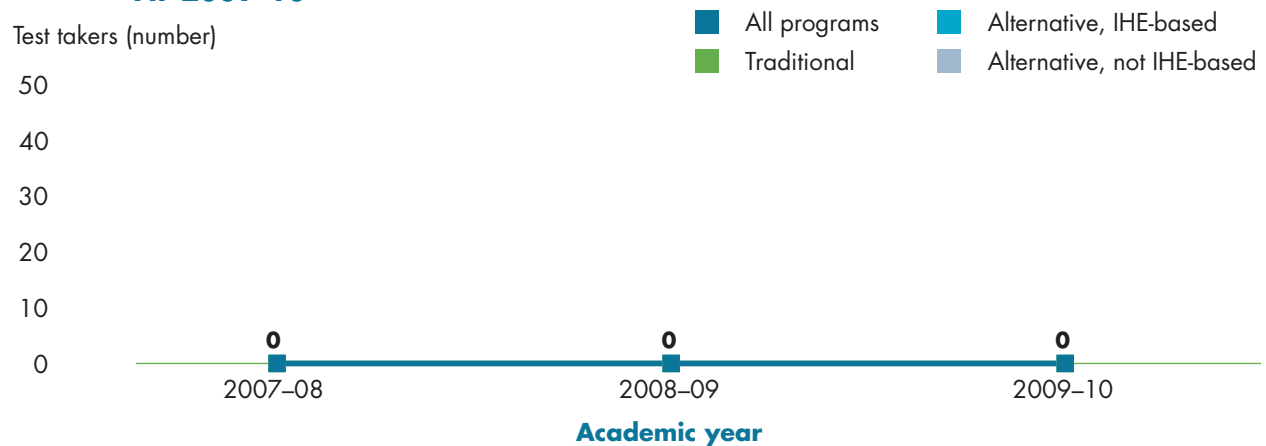 Test takers (number)
All programs
Alternative, IHE-based
Traditional
Alternative, not IHE-based
50
40
30
20
10
0
0 0 0
2007–08 2008–09 2009–10
Academic year